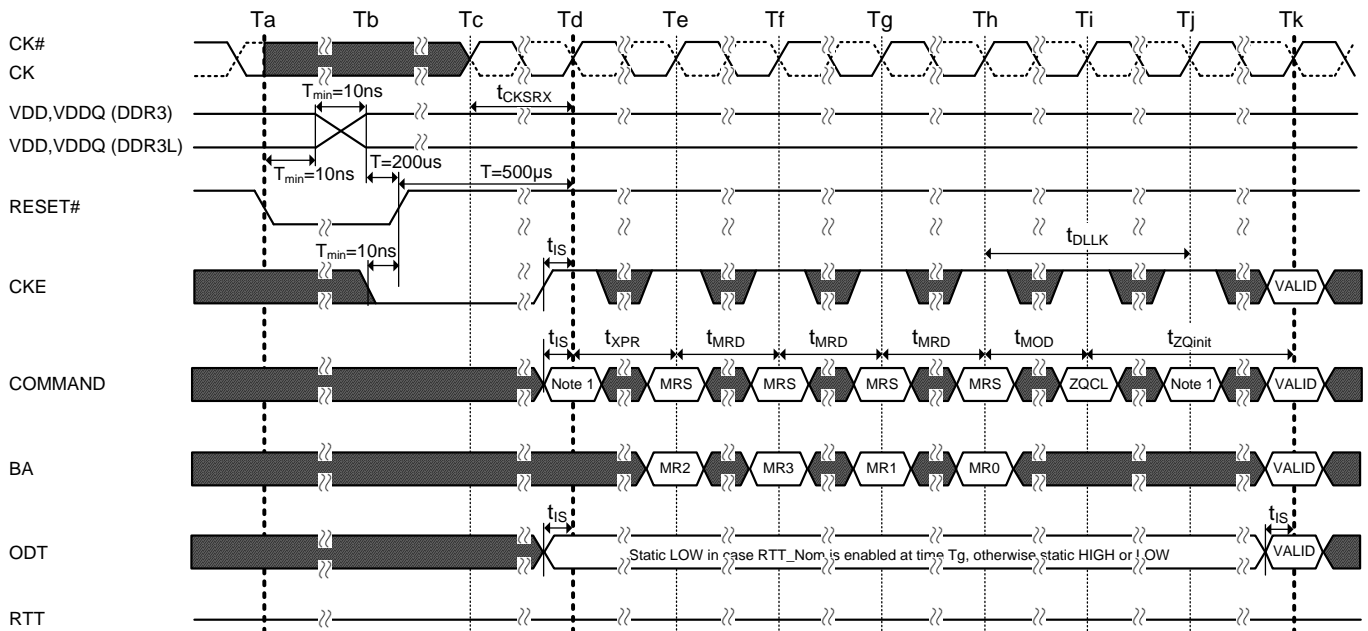 Ta Tb Tc Td Te Tf Tg Th Ti Tj Tk
CK#
CK
Tmin=10ns
tCKSRX
VDD,VDDQ (DDR3)
VDD,VDDQ (DDR3L)
Tmin=10ns
T=200us
T=500µs
RESET#
Tmin=10ns
tIS
tDLLK
CKE
VALID
tIS tXPR tMRD tMRD tMRD tMOD tZQinit
COMMAND
Note 1 MRS MRS MRS MRS ZQCL Note 1 VALID
BA
MR2 MR3 MR1 MR0 VALID
tIS tIS
ODT
Static LOW in case RTT_Nom is enabled at time Tg, otherwise static HIGH or LOW
VALID
RTT